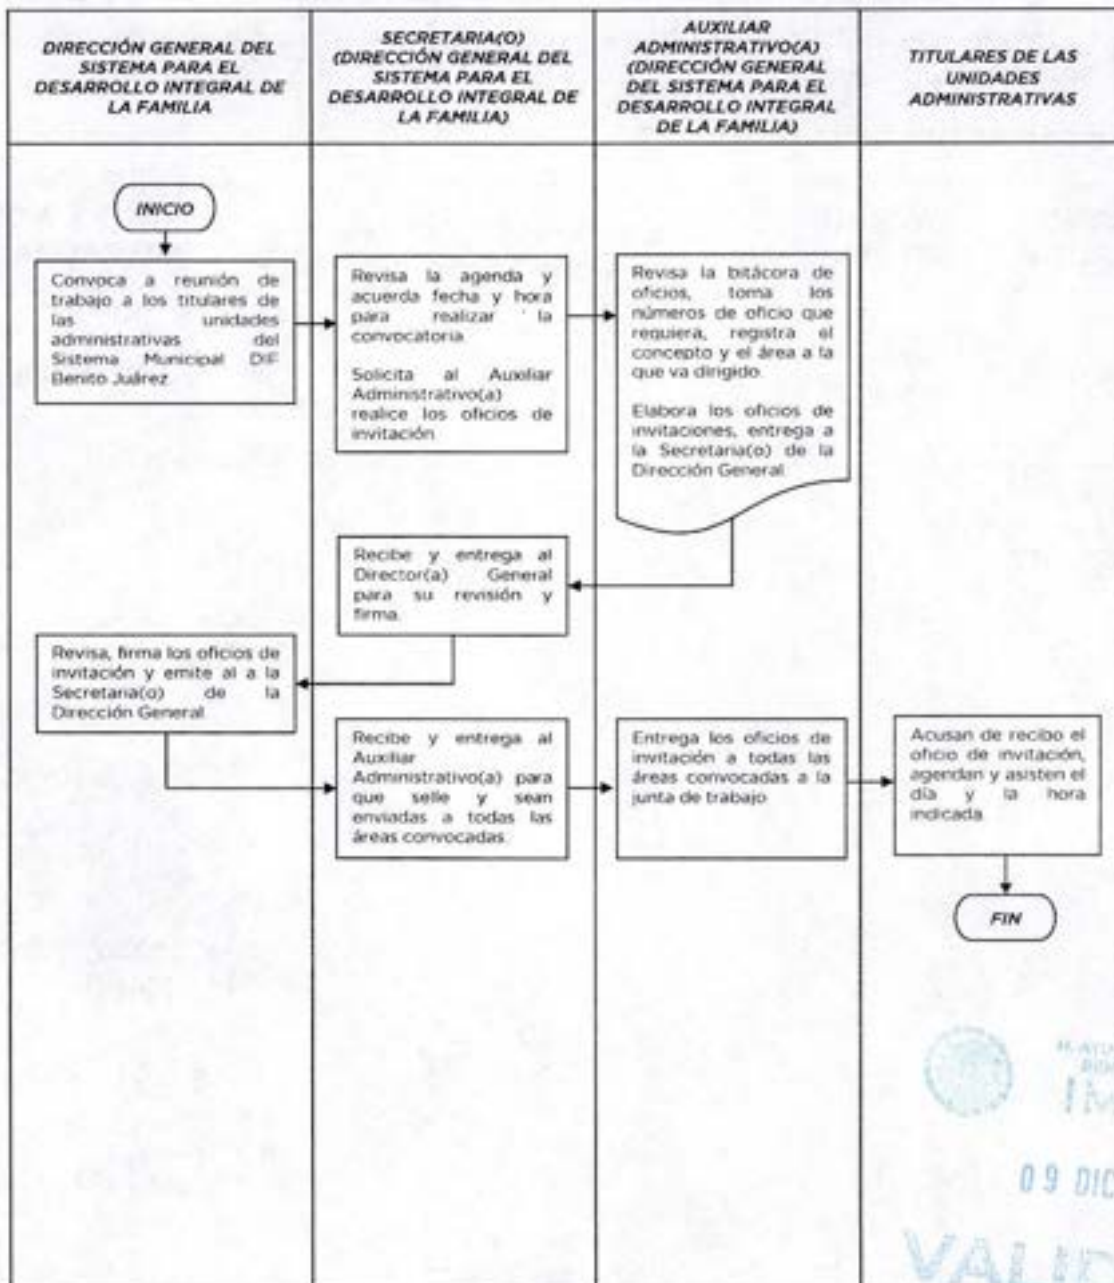 DIRECCIÓN GENERAL DEL
SISTEMA PARA EL
DESARROLLO INTEGRAL DE
LA FAMILIA
SECRETARIA(O)
(DIRECCIÓN GENERAL DEL
SISTEMA PARA EL
DESARROLLO INTEGRAL DE
LA FAMILIA)
AUXILIAR
ADMINISTRATIVO(A)
(DIRECCIÓN GENERAL
DEL SISTEMA PARA EL
DESARROLLO INTEGRAL
DE LA FAMILIA)
TITULARES DE LAS
UNIDADES
ADMINISTRATIVAS
INICIO
Convoca a reunión de
trabajo a los titulares de
las unidades
administrativas del
Sistema Municipal DIF
Benito Juárez
Revisa la agenda y
acuerda fecha y hora
para realizar la
convocatoria
Solicita al Auxiliar
Administrativo(a)
realice los oficios de
invitación
Revisa la bitácora de
oficios, toma los
números de oficio que
requiera, registra el
concepto y el área a la
que va dirigido.
Elabora los oficios de
invitaciones, entrega a
la Secretaria(o) de la
Dirección General
Recibe y entrega al
Director(a) General
para su revisión y
firma.
Revisa, firma los oficios de
invitación y emite al a la
Secretaria(o) de la
Dirección General
Recibe y entrega al
Auxiliar
Administrativo(a) para
que selle y sean
enviadas a todas las
áreas convocadas.
Entrega los oficios de
invitación a todas las
áreas convocadas a la
junta de trabajo
Acusan de recibo el
oficio de invitación,
agendan y asisten el
día y la hora
indicada
FIN
09 DIC